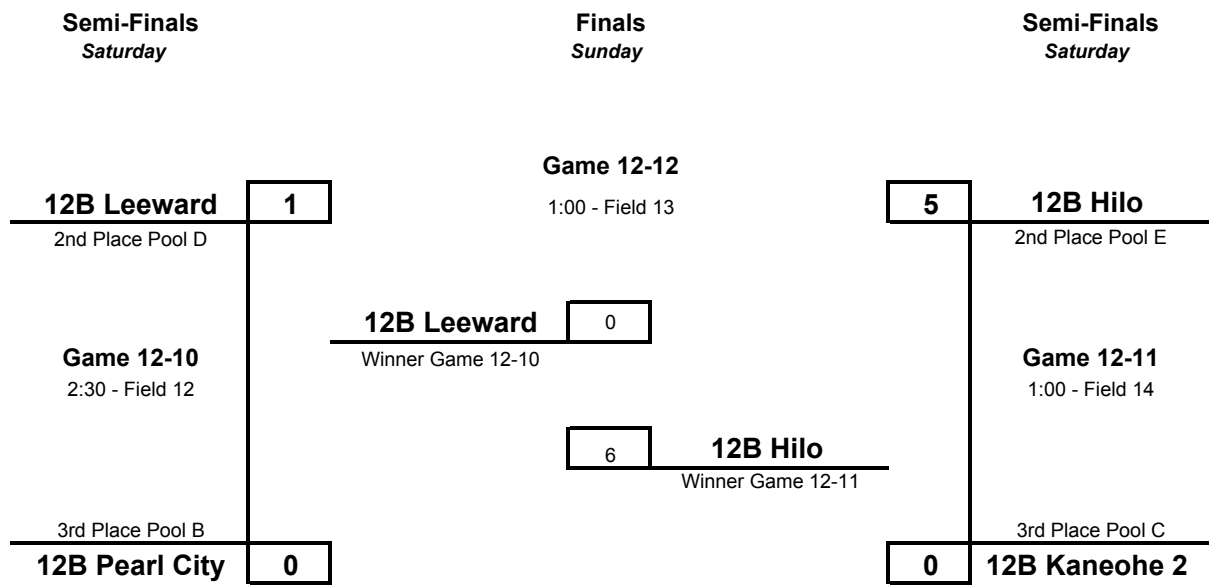 Semi-Finals
Saturday
Finals
Sunday
Semi-Finals
Saturday
Game 12-12
1:00 - Field 13
12B Leeward 1
2nd Place Pool D
5 12B Hilo
2nd Place Pool E
12B Leeward 0
Winner Game 12-10
Game 12-10
2:30 - Field 12
Game 12-11
1:00 - Field 14
6 12B Hilo
Winner Game 12-11
3rd Place Pool B
12B Pearl City 0
3rd Place Pool C
0 12B Kaneohe 2